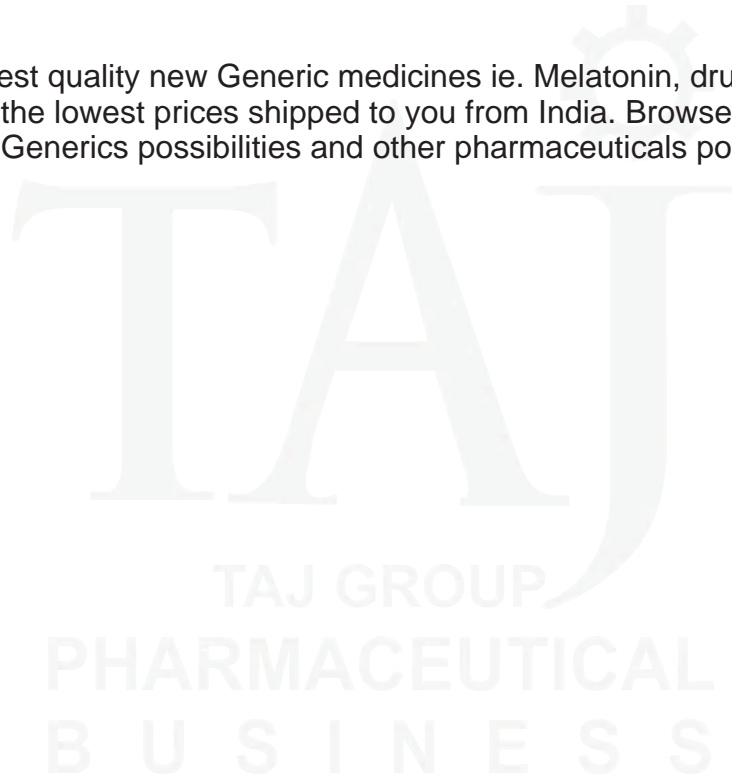 est quality new Generic medicines ie. Melatonin, dru
the lowest prices shipped to you from India. Browse
Generics possibilities and other pharmaceuticals po
TAJ
TAJ GROUP
PHARMACEUTICAL
BUSINESS